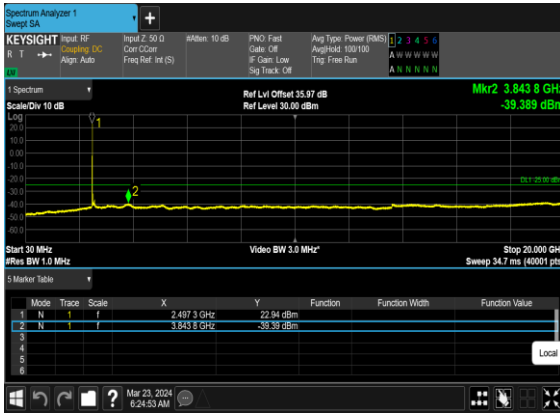 Spectrum Analyzer 1
Swept SA
+
KEYSIGHT
R T
LXI
Input: RF
Coupling: DC
Align: Auto
Input Z: 50 Ω
Corr CCorr
Freq Ref: Int (S)
#Atten: 10 dB
PNO: Fast
Gate: Off
IF Gain: Low
Sig Track: Off
Avg Type: Power (RMS)
Avg|Hold: 100/100
Trig: Free Run
1 2 3 4 5 6
A W W W W W
A N N N N N
1 Spectrum
Scale/Div 10 dB
Ref Lvl Offset 35.97 dB
Ref Level 30.00 dBm
Mkr2 3.843 8 GHz
-39.389 dBm
Log
20.0
10.0
0.00
-10.0
-20.0
-30.0
-40.0
-50.0
-60.0
1
2
DL1 -25.00 dBm
Start 30 MHz
#Res BW 1.0 MHz
Video BW 3.0 MHz*
Stop 20.000 GHz
Sweep 34.7 ms (40001 pts)
5 Marker Table
Mode Trace Scale X Y Function Function Width Function Value
1 N 1 f 2.497 3 GHz 22.94 dBm
2 N 1 f 3.843 8 GHz -39.39 dBm
3
4
5
6
Local
?
Mar 23, 2024
6:24:53 AM